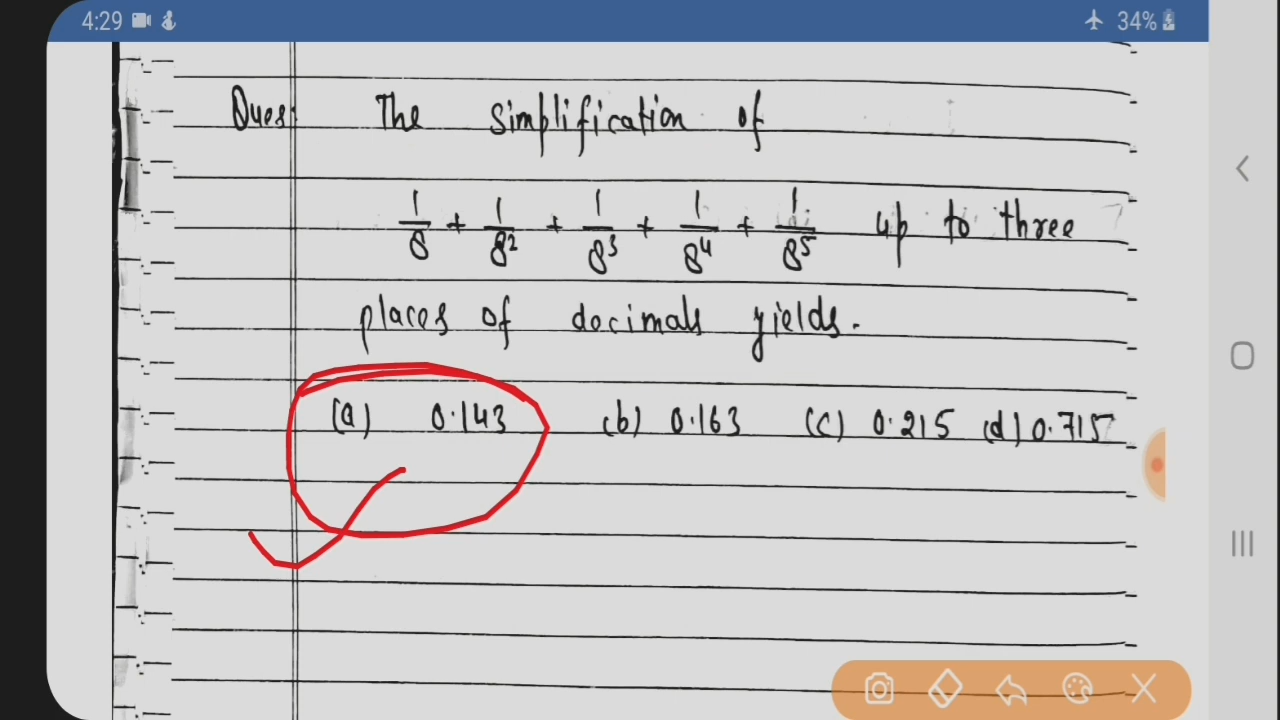 4:29
34%
Ques: The Simplification of
1/8 + 1/8² + 1/8³ + 1/8⁴ + 1/8⁵ up to three
places of decimals yields.
(a) 0.143 (b) 0.163 (c) 0.215 (d) 0.715